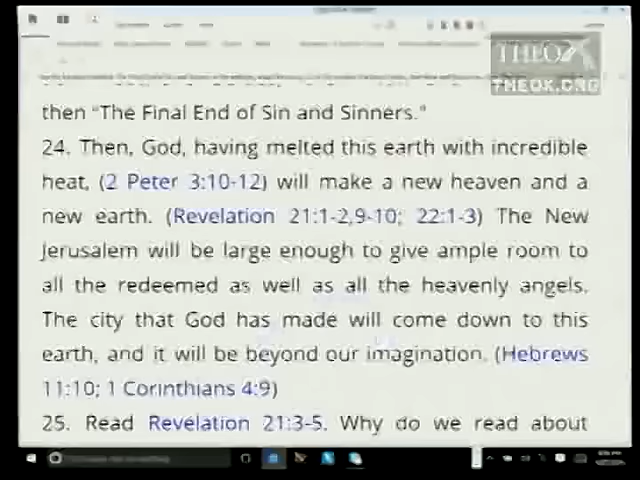 THEOX
THEOX.ORG
then “The Final End of Sin and Sinners.”
24. Then, God, having melted this earth with incredible
heat, (2 Peter 3:10-12) will make a new heaven and a
new earth. (Revelation 21:1-2,9-10; 22:1-3) The New
Jerusalem will be large enough to give ample room to
all the redeemed as well as all the heavenly angels.
The city that God has made will come down to this
earth, and it will be beyond our imagination. (Hebrews
11:10; 1 Corinthians 4:9)
25. Read Revelation 21:3-5. Why do we read about